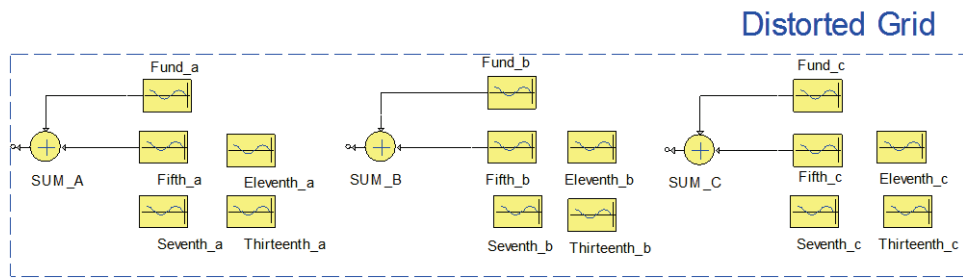 Distorted Grid
Fund_a
Fund_b
Fund_c
SUM_A
Fifth_a
Eleventh_a
SUM_B
Fifth_b
Eleventh_b
SUM_C
Fifth_c
Eleventh_c
Seventh_a
Thirteenth_a
Seventh_b
Thirteenth_b
Seventh_c
Thirteenth_c